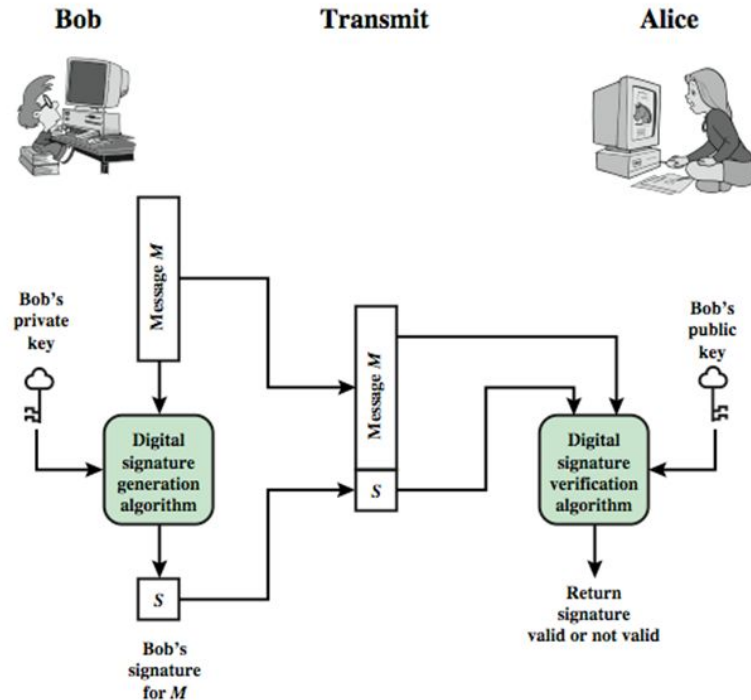 Bob
Transmit
Alice
Message M
Bob's
private
key
Digital
signature
generation
algorithm
S
Bob's
signature
for M
Message M
S
Bob's
public
key
Digital
signature
verification
algorithm
Return
signature
valid or not valid